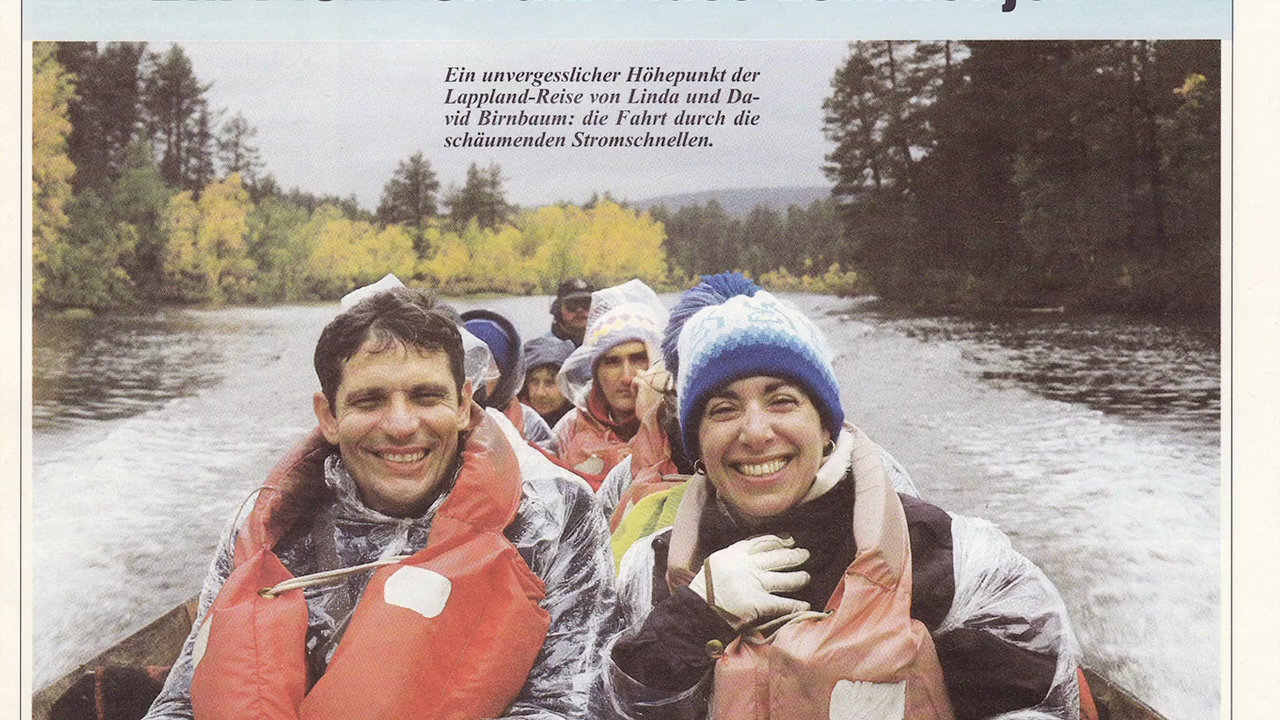 Ein unvergesslicher Höhepunkt der
Lappland-Reise von Linda und Da-
vid Birnbaum: die Fahrt durch die
schäumenden Stromschnellen.